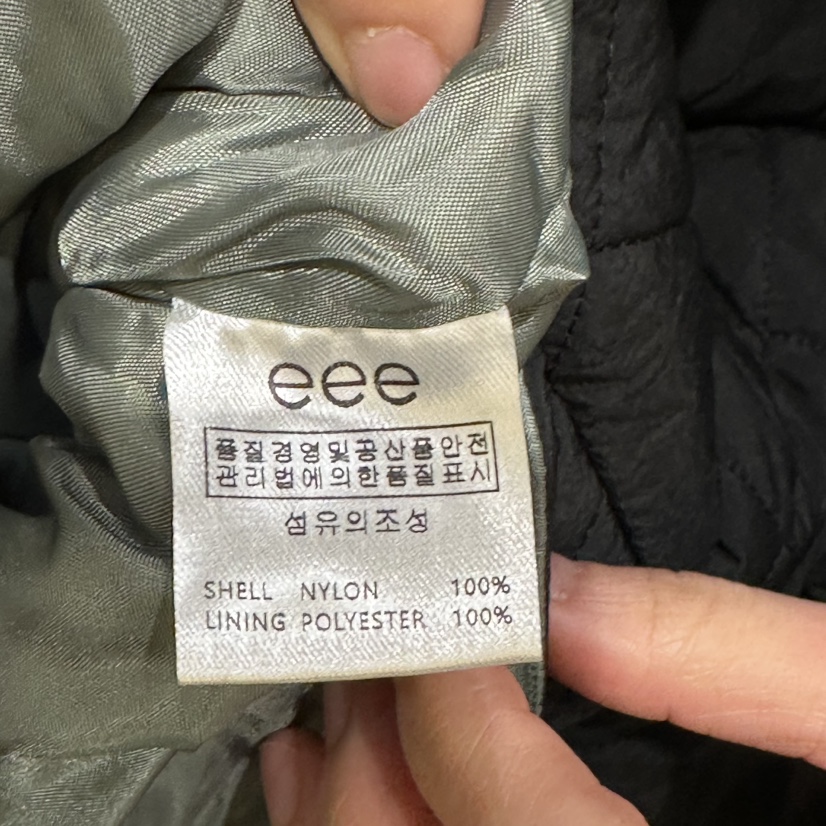 eee
품질경영및공산품안전
관리법에의한품질표시
섬유의조성
SHELL NYLON 100%
LINING POLYESTER 100%